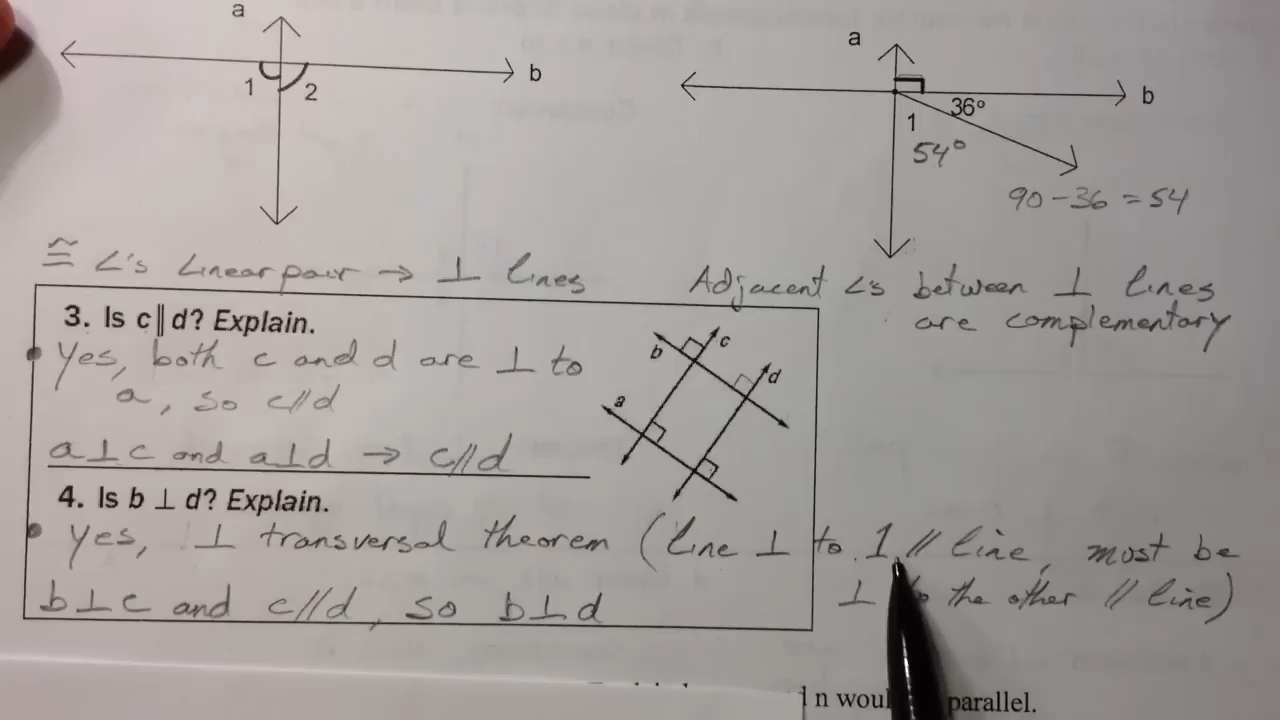 a
b
1
2
a
b
36°
1
54°
90 - 36 = 54
≅ ∠'s Linear pair → ⊥ lines
Adjacent ∠s between ⊥ lines
are complementary
3. Is c ∥ d? Explain.
• Yes, both c and d are ⊥ to
a, so c//d
a⊥c and a⊥d → c//d
b
c
d
a
4. Is b ⊥ d? Explain.
• Yes, ⊥ transversal theorem (line ⊥ to 1 // line, must be
⊥ the other // line)
b⊥c and c//d, so b⊥d
n parallel.